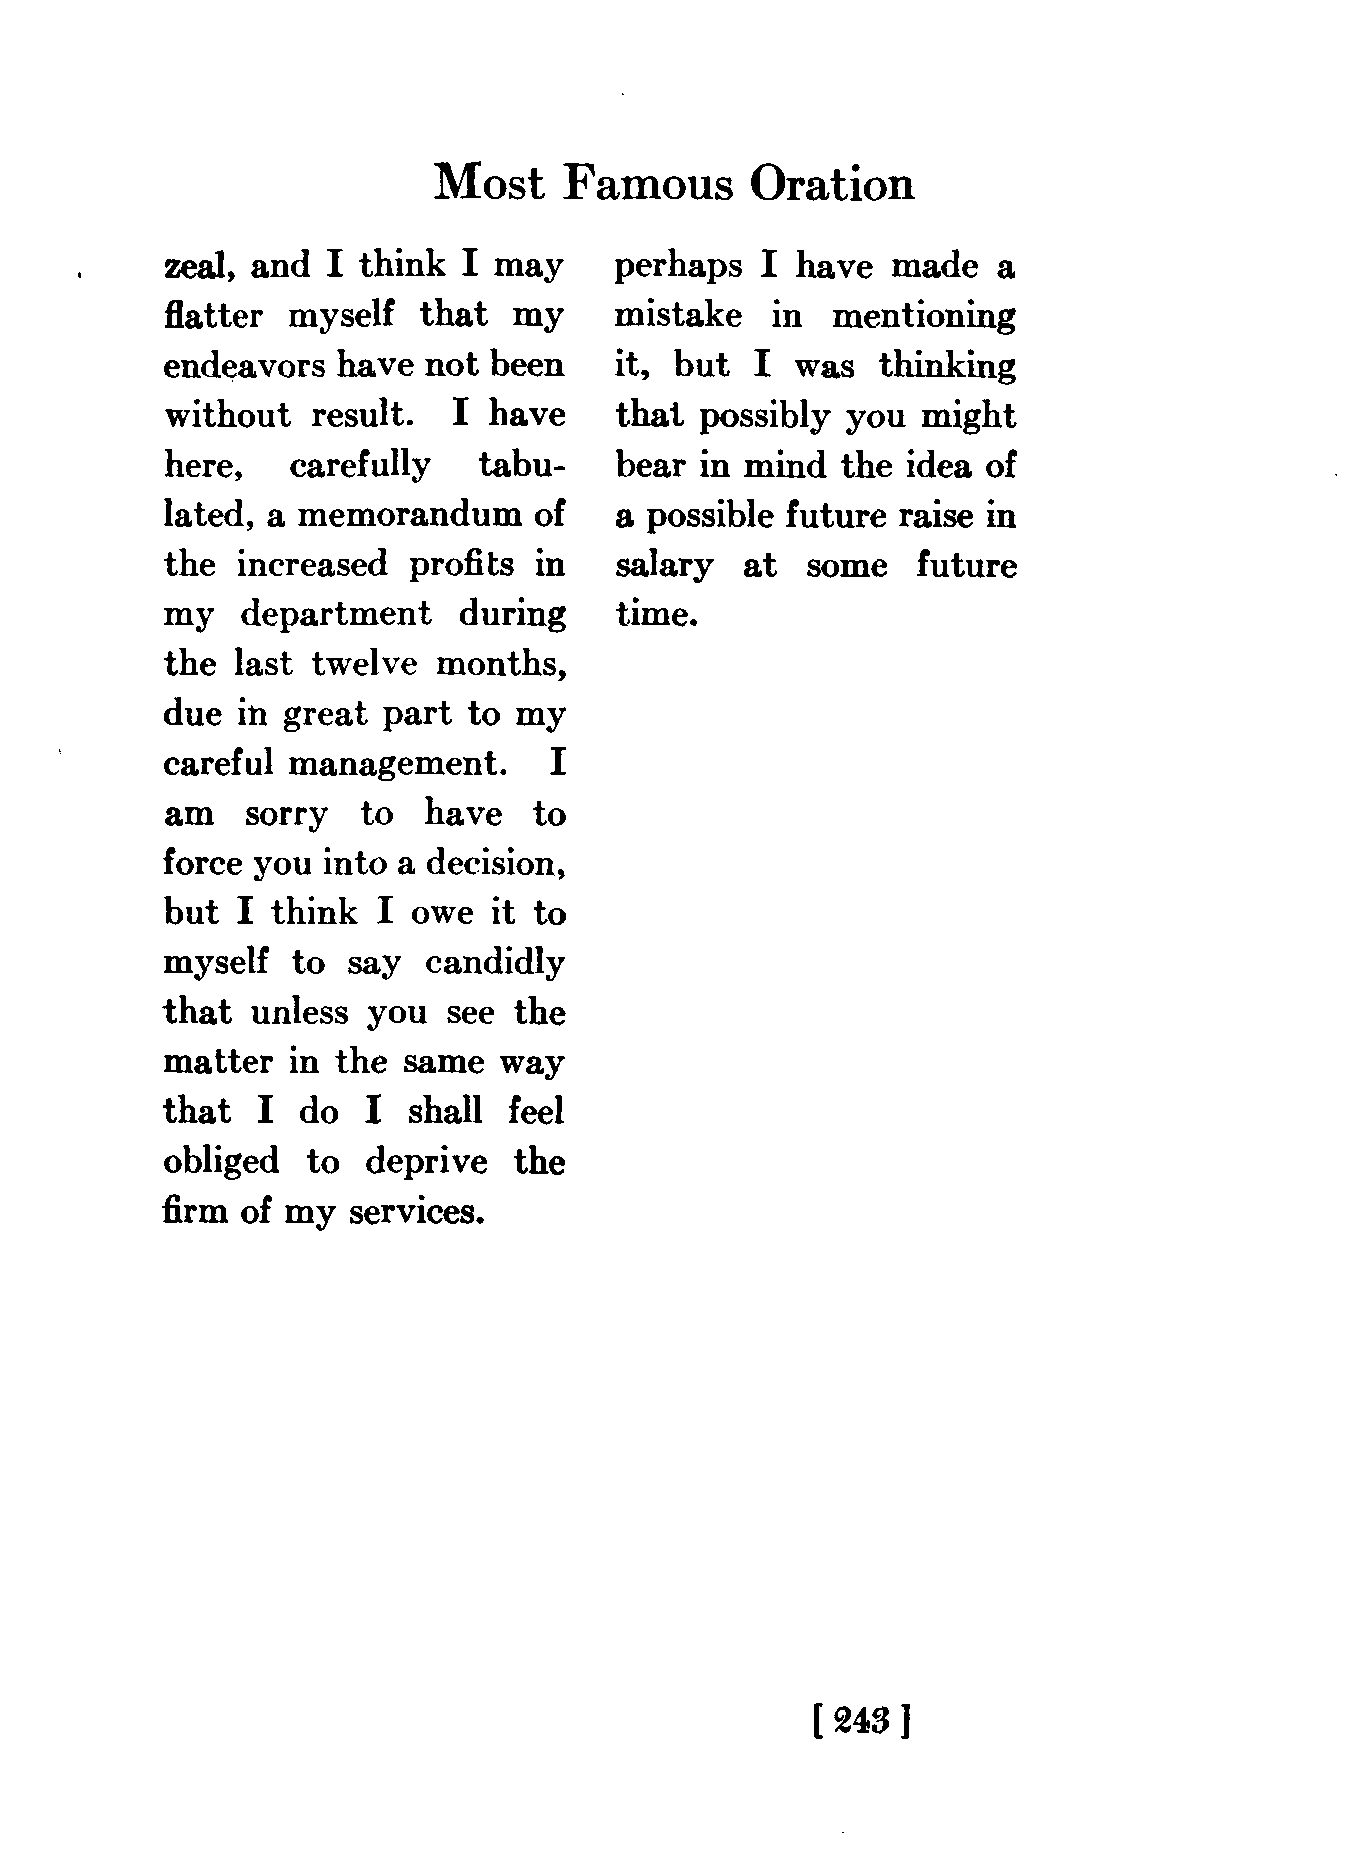 Most Famous Oration
zeal, and I think I may
flatter myself that my
endeavors have not been
without result. I have
here, carefully tabu-
lated, a memorandum of
the increased profits in
my department during
the last twelve months,
due in great part to my
careful management. I
am sorry to have to
force you into a decision,
but I think I owe it to
myself to say candidly
that unless you see the
matter in the same way
that I do I shall feel
obliged to deprive the
firm of my services.
perhaps I have made a
mistake in mentioning
it, but I was thinking
that possibly you might
bear in mind the idea of
a possible future raise in
salary at some future
time.
[ 243 ]